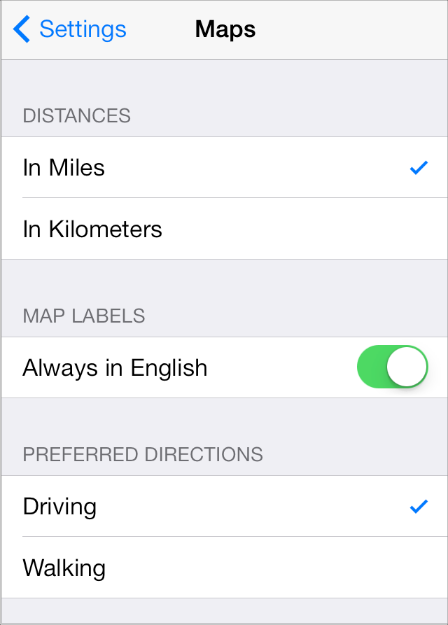 Settings Maps
DISTANCES
In Miles
In Kilometers
MAP LABELS
Always in English
PREFERRED DIRECTIONS
Driving
Walking